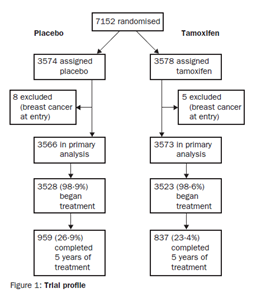 7152 randomised
Placebo
Tamoxifen
3574 assigned
placebo
3578 assigned
tamoxifen
8 excluded
(breast cancer
at entry)
5 excluded
(breast cancer
at entry)
3566 in primary
analysis
3573 in primary
analysis
3528 (98·9%)
began
treatment
3523 (98·6%)
began
treatment
959 (26·9%)
completed
5 years of
treatment
837 (23·4%)
completed
5 years of
treatment
Figure 1: Trial profile